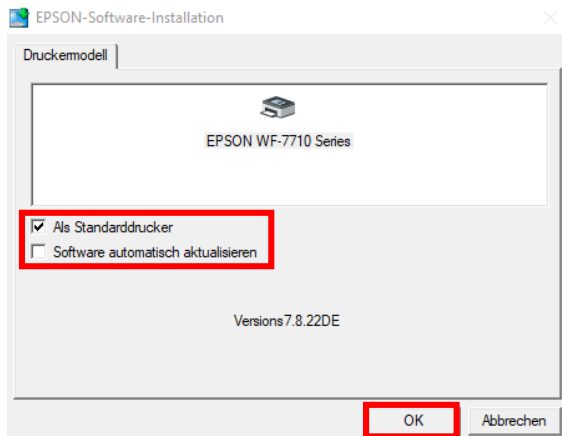 EPSON-Software-Installation
Druckermodell
EPSON WF-7710 Series
Als Standarddrucker
Software automatisch aktualisieren
Versions7.8.22DE
OK Abbrechen